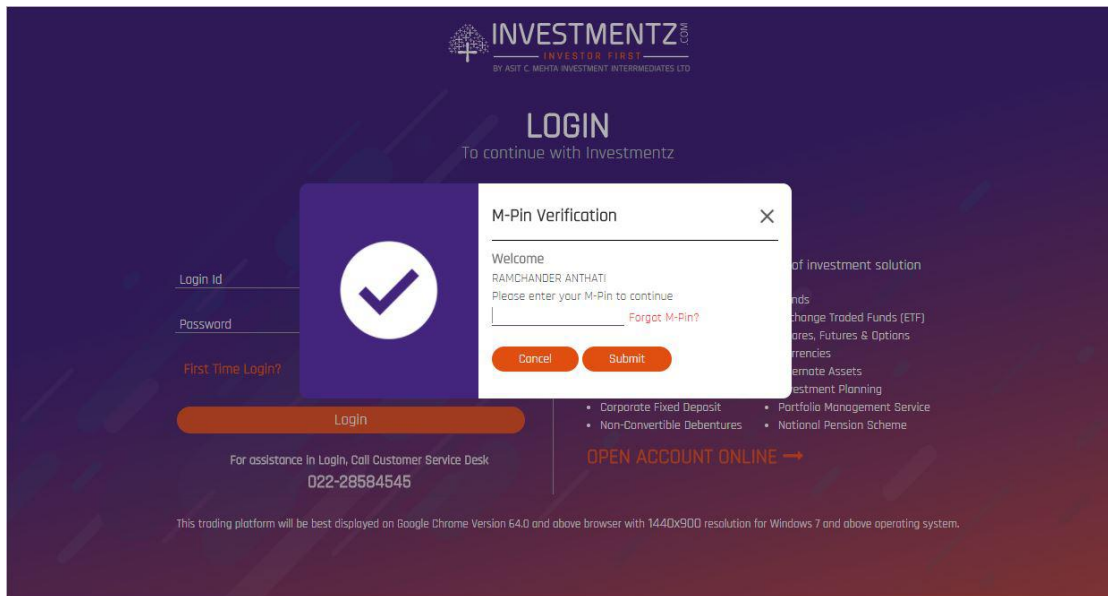 INVESTMENTZ.COM
INVESTOR FIRST
BY ASIT C. MEHTA INVESTMENT INTERRMEDIATES LTD
LOGIN
To continue with Investmentz
M-Pin Verification
Welcome
RAMCHANDER ANTHATI
Please enter your M-Pin to continue
Forgot M-Pin?
Cancel Submit
Login Id
Password
First Time Login?
Login
For assistance in Login, Call Customer Service Desk
022-28584545
of investment solution
change Traded Funds (ETF)
Futures & Options
Assets
Planning
• Corporate Fixed Deposit • Portfolio Management Service
• Non-Convertible Debentures • National Pension Scheme
OPEN ACCOUNT ONLINE →
This trading platform will be best displayed on Google Chrome Version 64.0 and above browser with 1440x900 resolution for Windows 7 and above operating system.